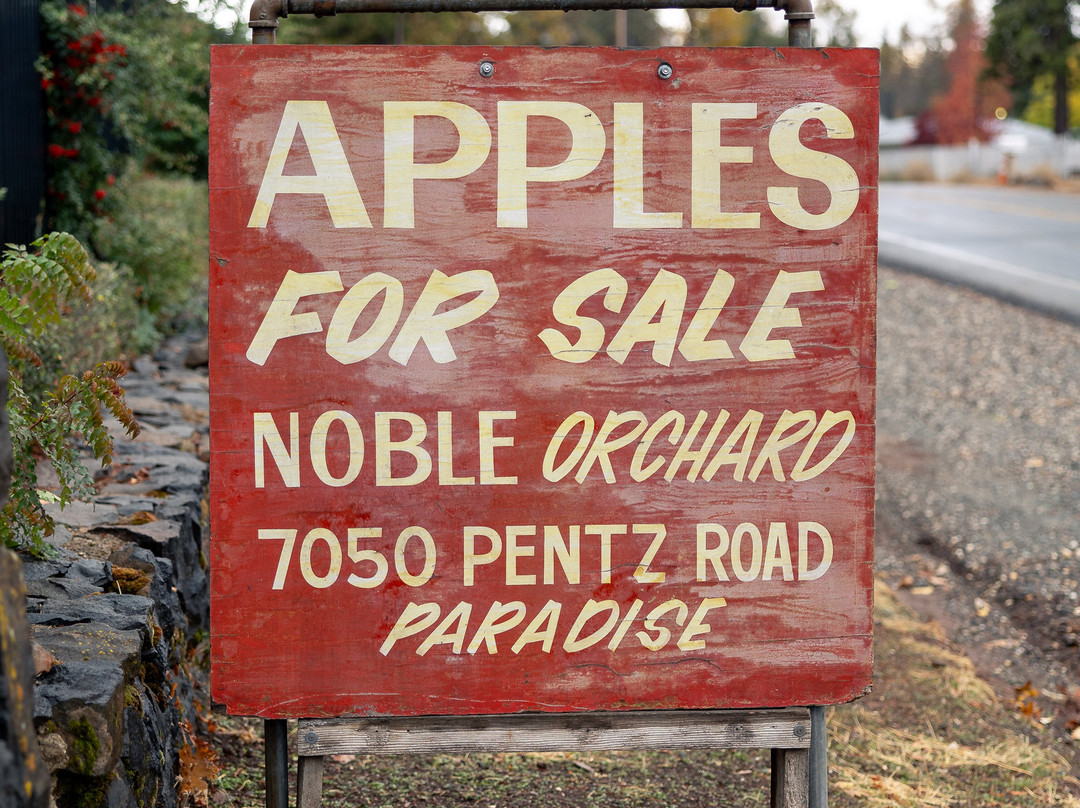 APPLES
FOR SALE
NOBLE ORCHARD
7050 PENTZ ROAD
PARADISE